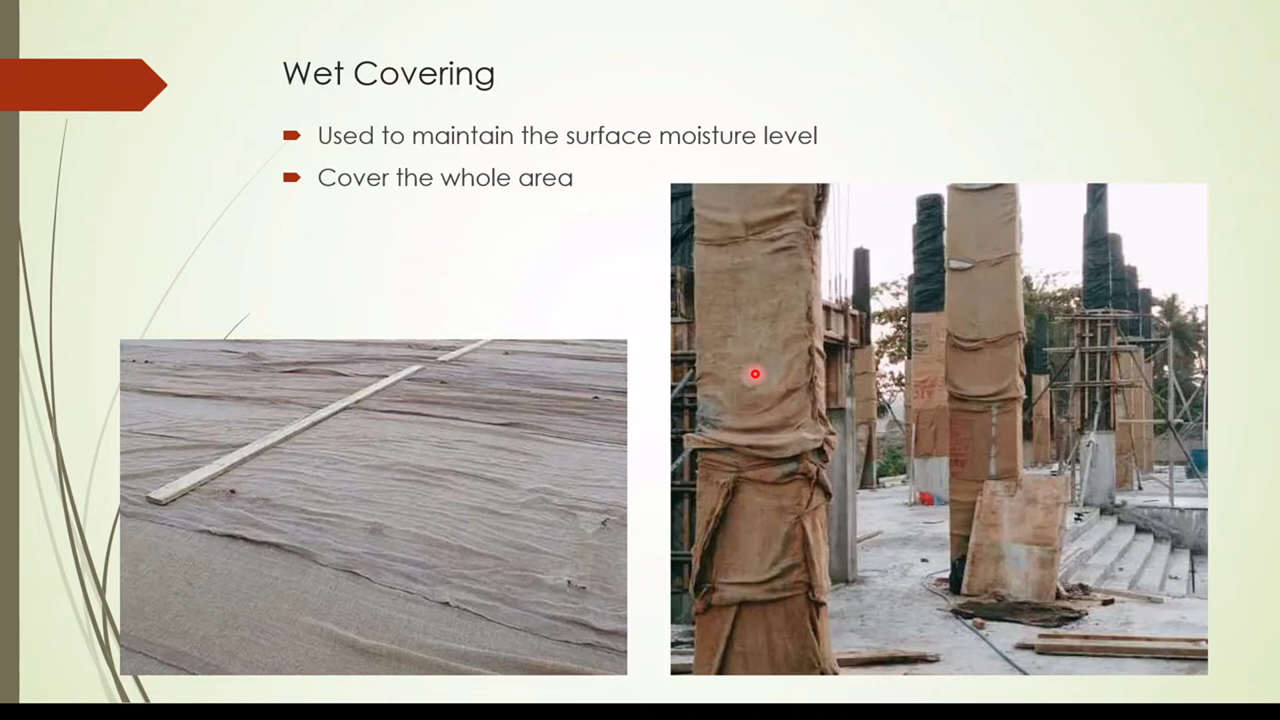 Wet Covering
Used to maintain the surface moisture level
Cover the whole area